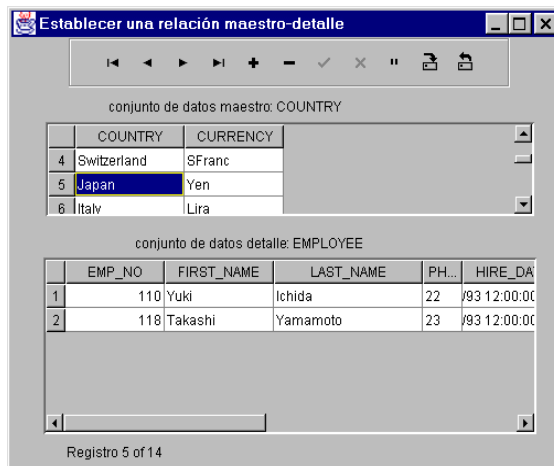 Establecer una relación maestro-detalle
conjunto de datos maestro: COUNTRY
COUNTRY CURRENCY
4 Switzerland SFranc
5 Japan Yen
6 Italy Lira
conjunto de datos detalle: EMPLOYEE
EMP_NO FIRST_NAME LAST_NAME PH... HIRE_DA
1 110 Yuki Ichida 22 /93 12:00:00
2 118 Takashi Yamamoto 23 /93 12:00:00
Registro 5 of 14